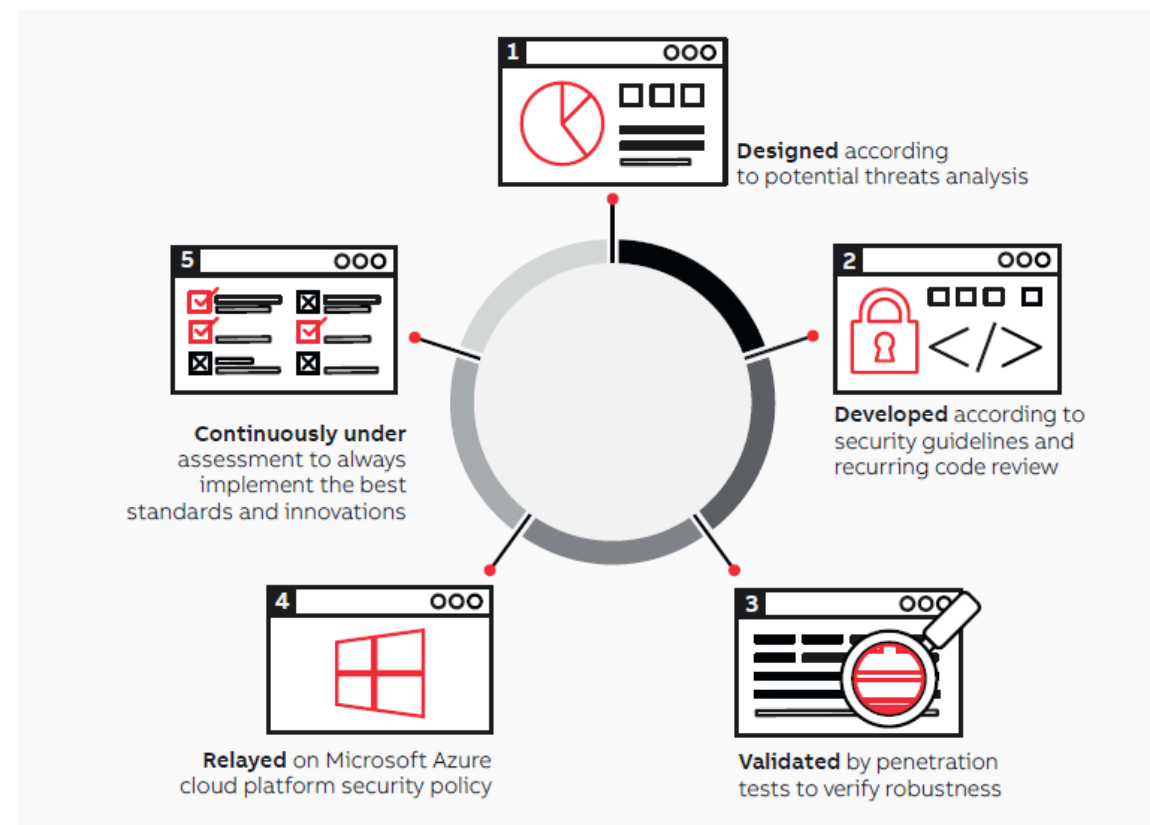 1
Designed according
to potential threats analysis
2
</>
Developed according to
security guidelines and
recurring code review
3
Validated by penetration
tests to verify robustness
4
Relayed on Microsoft Azure
cloud platform security policy
5
Continuously under
assessment to always
implement the best
standards and innovations